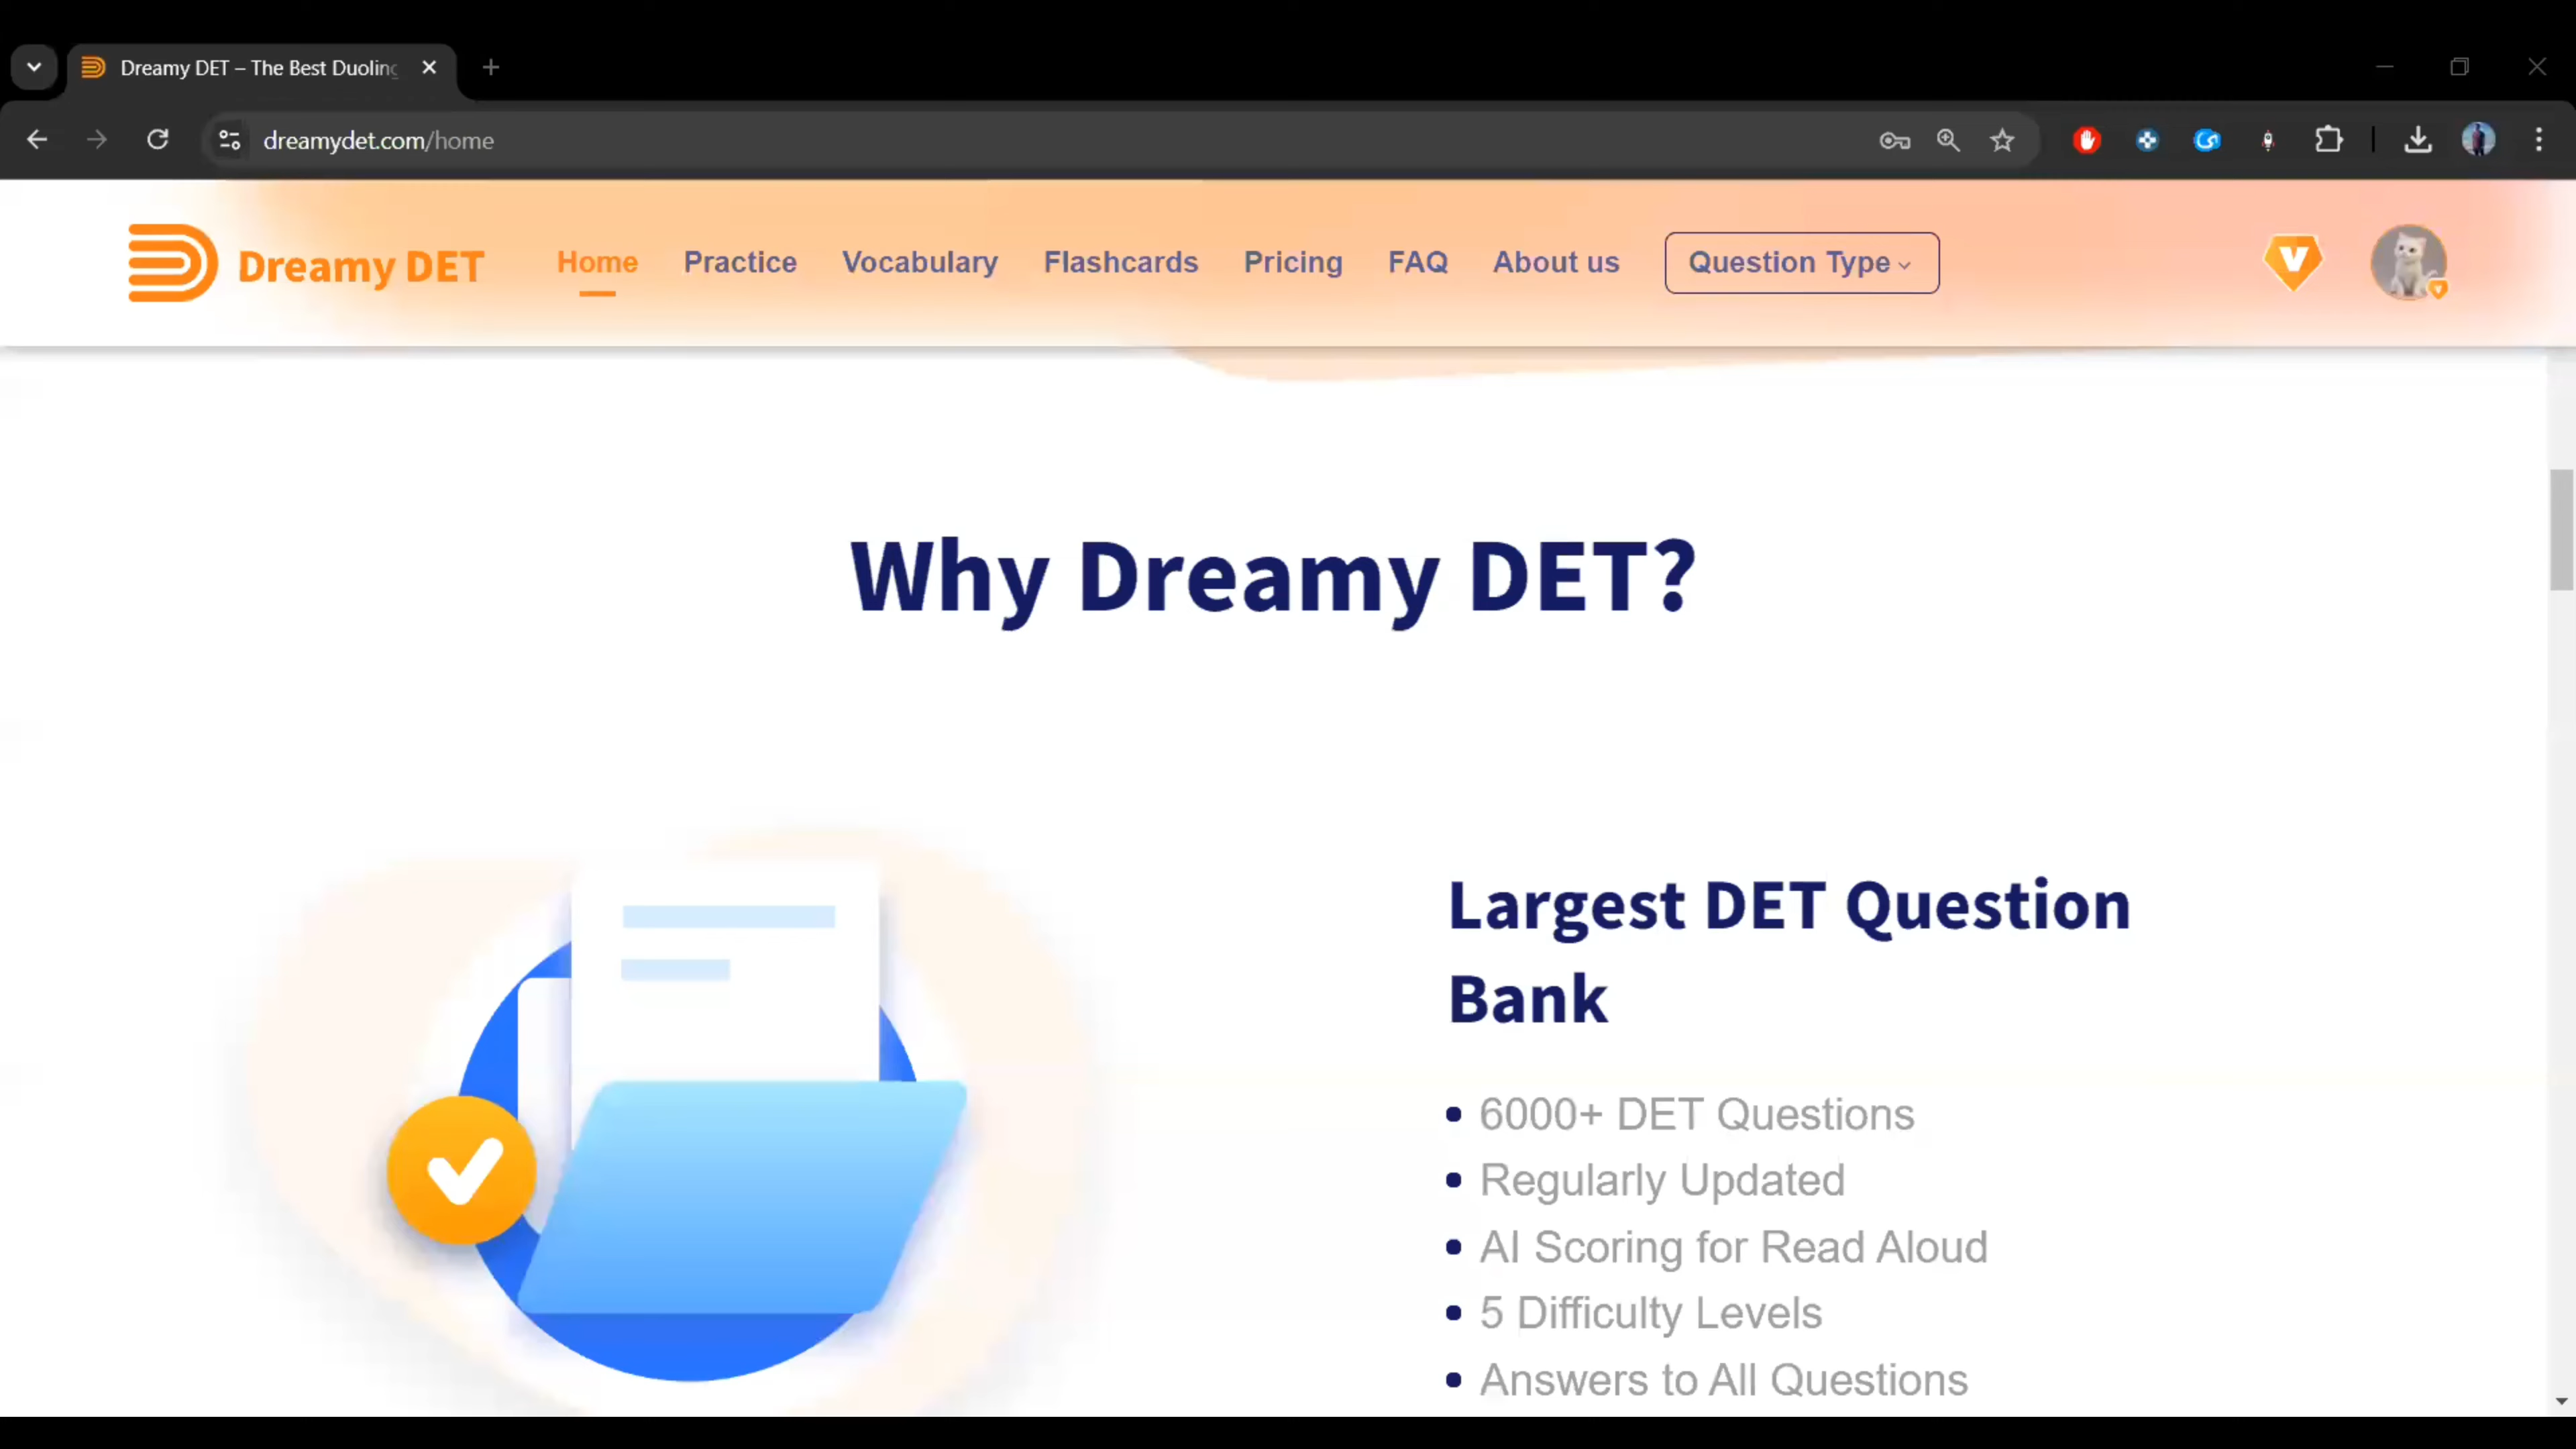 Dreamy DET – The Best Duoling
dreamydet.com/home
Dreamy DET Home Practice Vocabulary Flashcards Pricing FAQ About us Question Type
Why Dreamy DET?
Largest DET Question
Bank
6000+ DET Questions
Regularly Updated
AI Scoring for Read Aloud
5 Difficulty Levels
Answers to All Questions